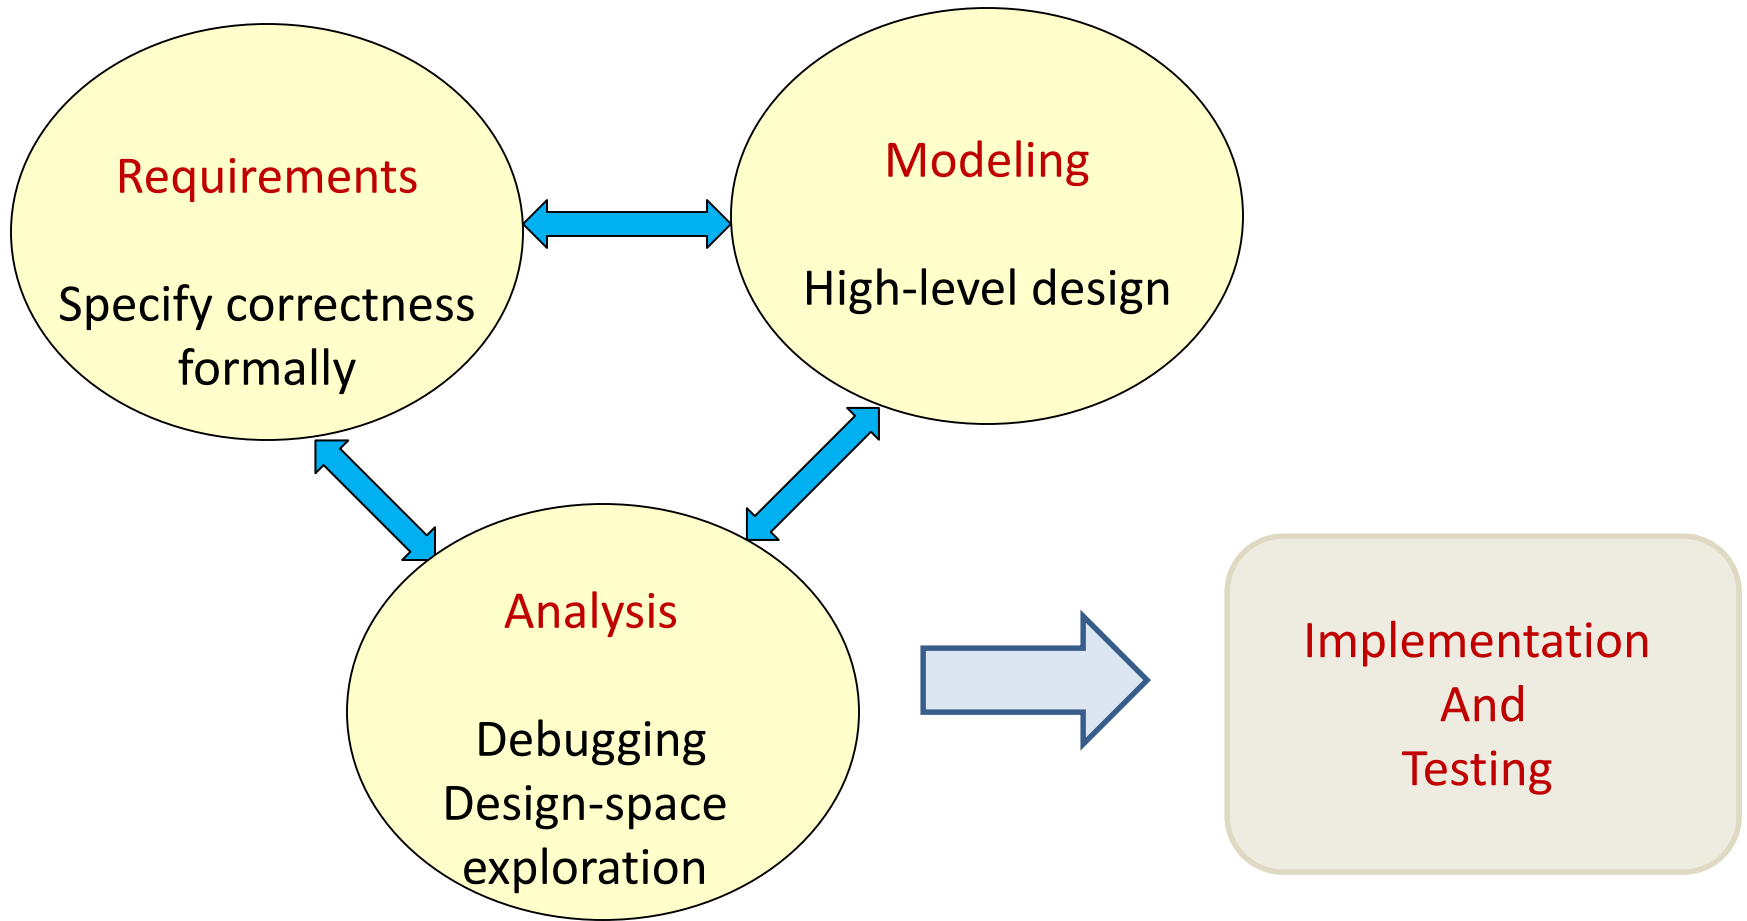 Requirements
Specify correctness
formally
Modeling
High-level design
Analysis
Debugging
Design-space
exploration
Implementation
And
Testing